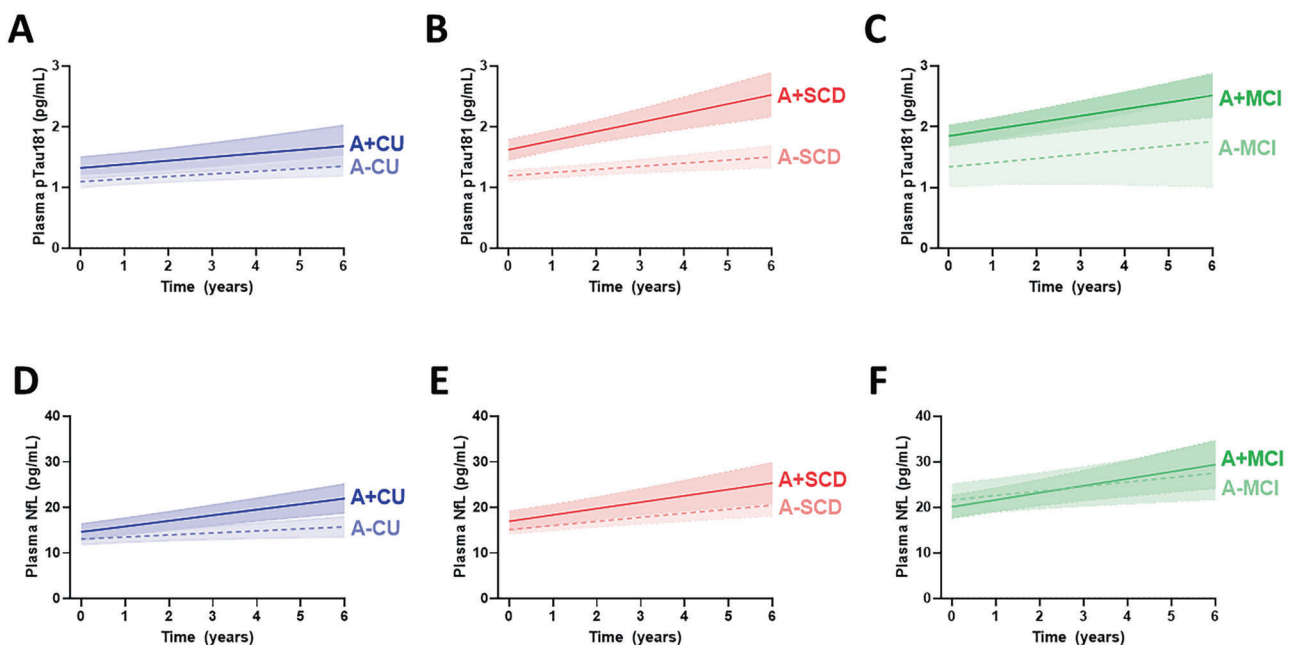 A
B
C
Plasma pTau181 (pg/mL)
3
2
1
0
A+CU
A-CU
0 1 2 3 4 5 6
Time (years)
Plasma pTau181 (pg/mL)
3
2
1
0
A+SCD
A-SCD
0 1 2 3 4 5 6
Time (years)
Plasma pTau181 (pg/mL)
3
2
1
0
A+MCI
A-MCI
0 1 2 3 4 5 6
Time (years)
D
E
F
Plasma NfL (pg/mL)
40
30
20
10
0
A+CU
A-CU
0 1 2 3 4 5 6
Time (years)
Plasma NfL (pg/mL)
40
30
20
10
0
A+SCD
A-SCD
0 1 2 3 4 5 6
Time (years)
Plasma NfL (pg/mL)
40
30
20
10
0
A+MCI
A-MCI
0 1 2 3 4 5 6
Time (years)